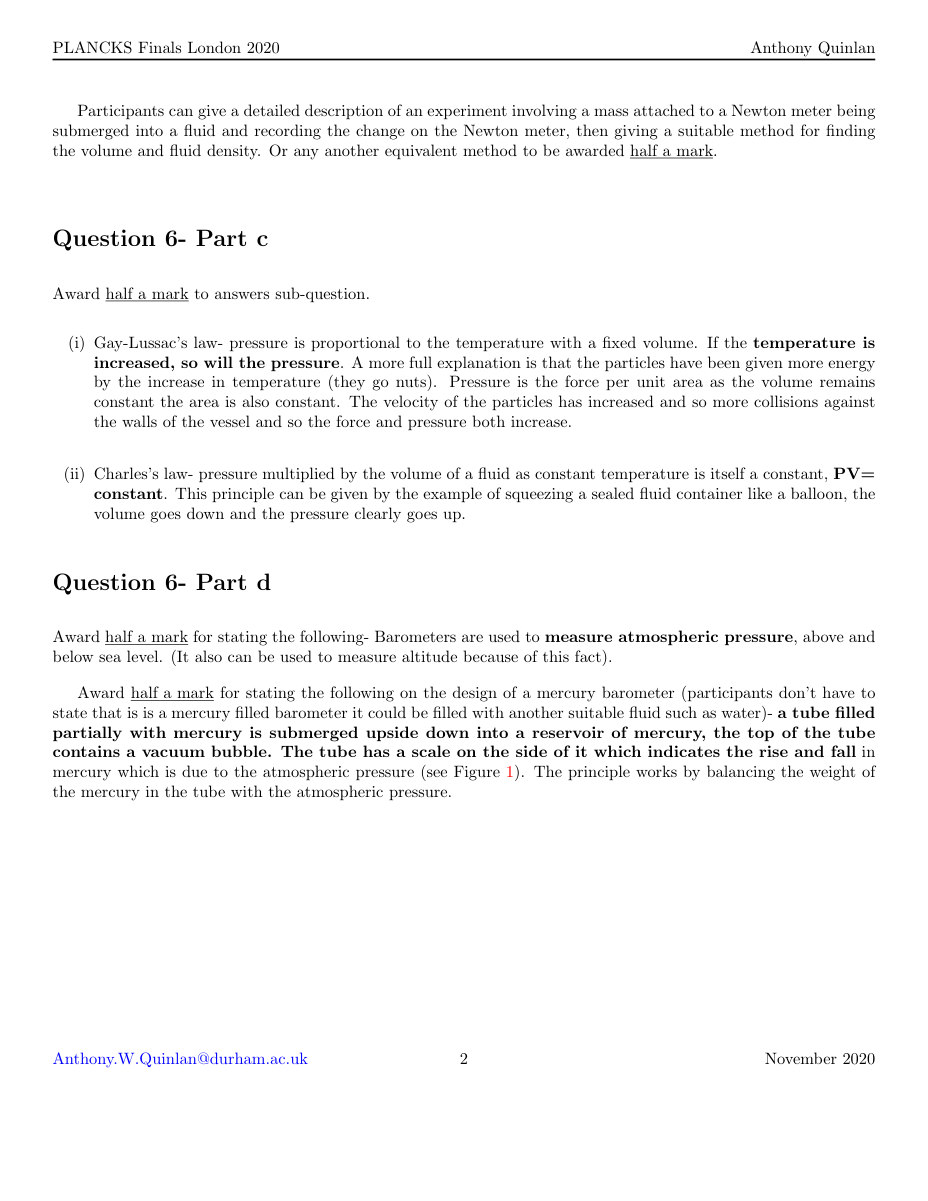 PLANCKS Finals London 2020 Anthony Quinlan
Participants can give a detailed description of an experiment involving a mass attached to a Newton meter being
submerged into a fluid and recording the change on the Newton meter, then giving a suitable method for finding
the volume and fluid density. Or any another equivalent method to be awarded half a mark.
Question 6- Part c
Award half a mark to answers sub-question.
(i) Gay-Lussac's law- pressure is proportional to the temperature with a fixed volume. If the temperature is
increased, so will the pressure. A more full explanation is that the particles have been given more energy
by the increase in temperature (they go nuts). Pressure is the force per unit area as the volume remains
constant the area is also constant. The velocity of the particles has increased and so more collisions against
the walls of the vessel and so the force and pressure both increase.
(ii) Charles's law- pressure multiplied by the volume of a fluid as constant temperature is itself a constant, PV=
constant. This principle can be given by the example of squeezing a sealed fluid container like a balloon, the
volume goes down and the pressure clearly goes up.
Question 6- Part d
Award half a mark for stating the following- Barometers are used to measure atmospheric pressure, above and
below sea level. (It also can be used to measure altitude because of this fact).
Award half a mark for stating the following on the design of a mercury barometer (participants don't have to
state that is is a mercury filled barometer it could be filled with another suitable fluid such as water)- a tube filled
partially with mercury is submerged upside down into a reservoir of mercury, the top of the tube
contains a vacuum bubble. The tube has a scale on the side of it which indicates the rise and fall in
mercury which is due to the atmospheric pressure (see Figure 1). The principle works by balancing the weight of
the mercury in the tube with the atmospheric pressure.
Anthony.W.Quinlan@durham.ac.uk 2 November 2020